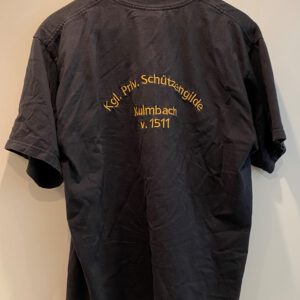 Kgl. Priv. Schützengilde
Kulmbach
v. 1511